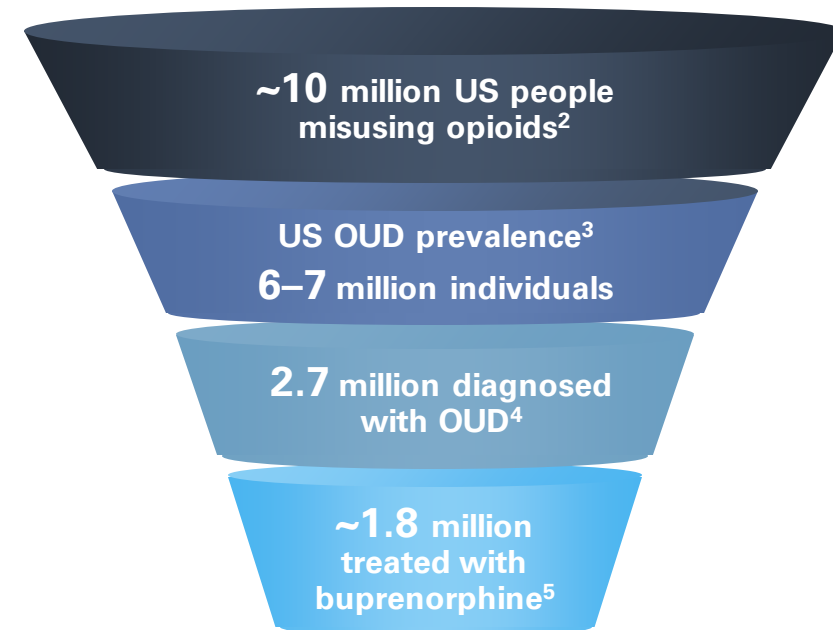 ~10 million US people
misusing opioids²
US OUD prevalence³
6–7 million individuals
2.7 million diagnosed
with OUD⁴
~1.8 million
treated with
buprenorphine⁵